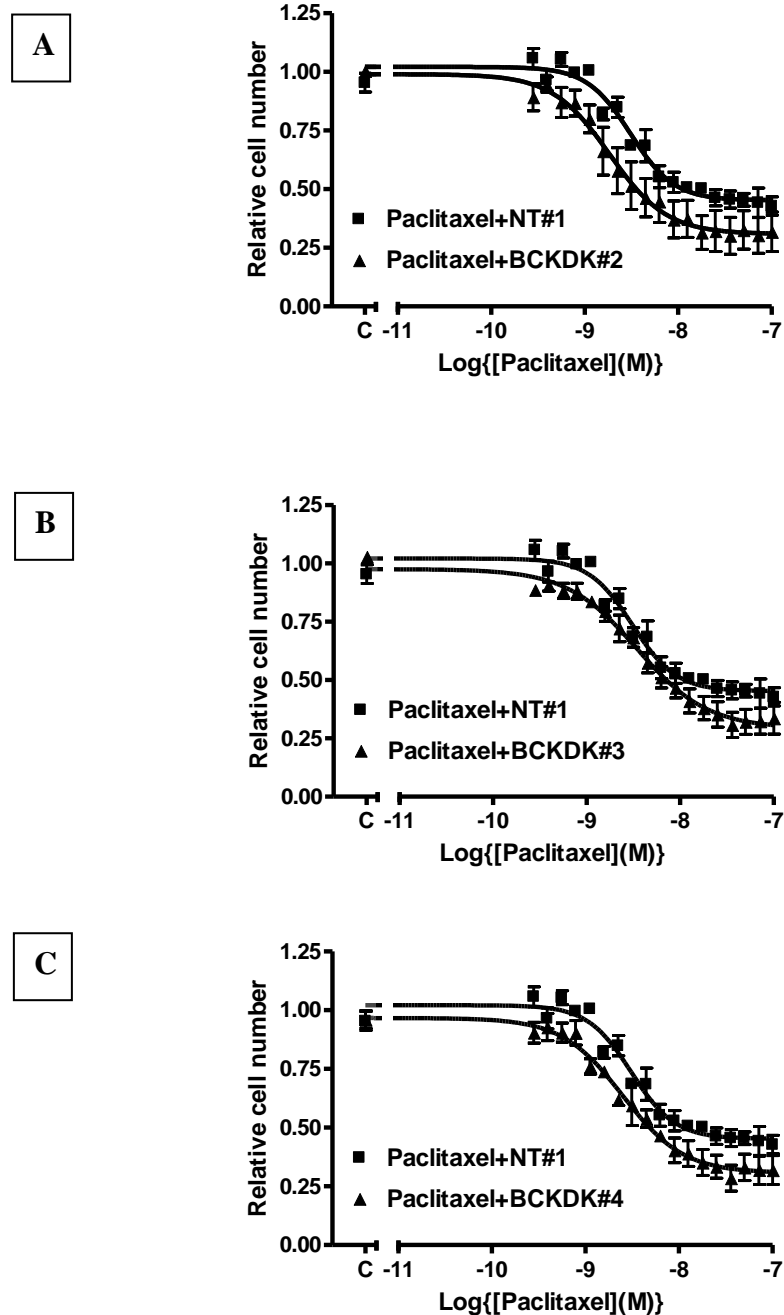 A
Relative cell number
1.25
1.00
0.75
0.50
0.25
0.00
Paclitaxel+NT#1
Paclitaxel+BCKDK#2
C -11 -10 -9 -8 -7
Log{[Paclitaxel](M)}
B
Relative cell number
1.25
1.00
0.75
0.50
0.25
0.00
Paclitaxel+NT#1
Paclitaxel+BCKDK#3
C -11 -10 -9 -8 -7
Log{[Paclitaxel](M)}
C
Relative cell number
1.25
1.00
0.75
0.50
0.25
0.00
Paclitaxel+NT#1
Paclitaxel+BCKDK#4
C -11 -10 -9 -8 -7
Log{[Paclitaxel](M)}